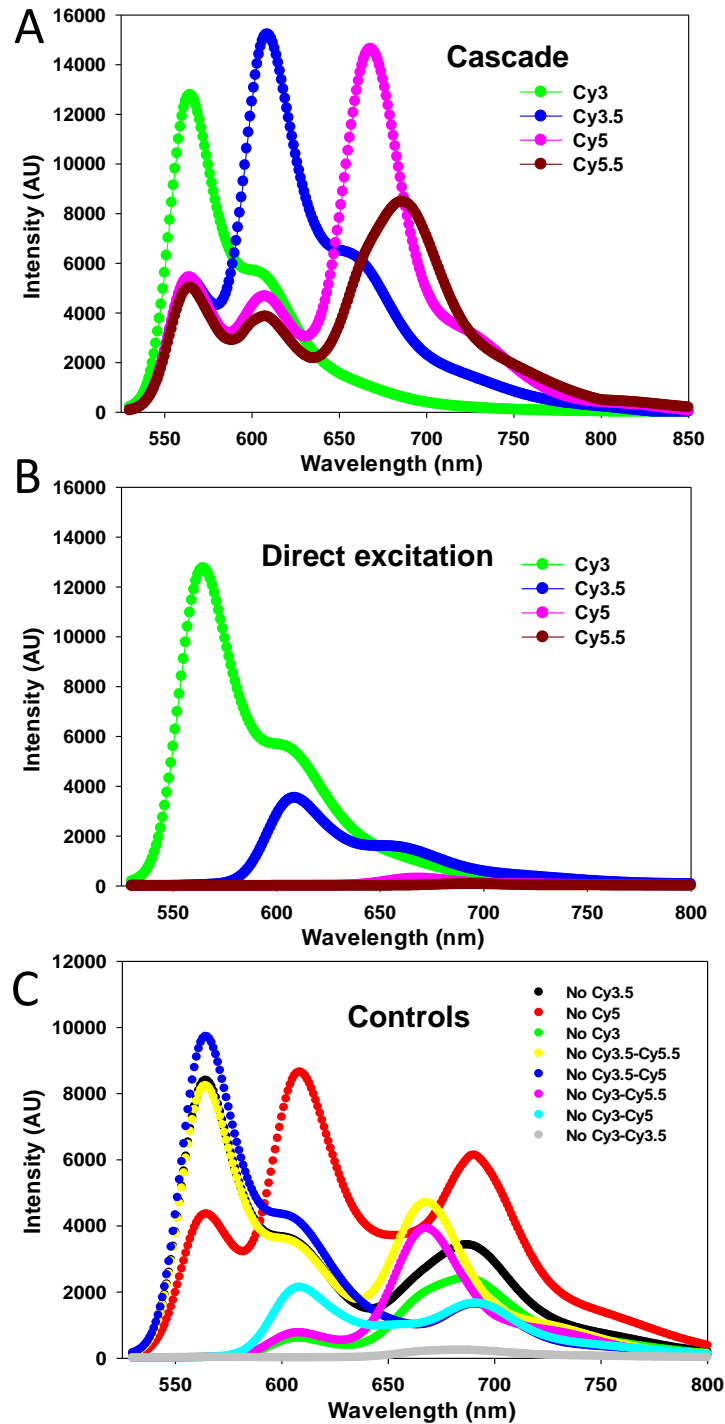 A
Cascade
Cy3
Cy3.5
Cy5
Cy5.5
Intensity (AU)
16000
14000
12000
10000
8000
6000
4000
2000
0
550 600 650 700 750 800 850
Wavelength (nm)
B
Direct excitation
Cy3
Cy3.5
Cy5
Cy5.5
Intensity (AU)
16000
14000
12000
10000
8000
6000
4000
2000
0
550 600 650 700 800
Wavelength (nm)
C
Controls
No Cy3.5
No Cy5
No Cy3
No Cy3.5-Cy5.5
No Cy3.5-Cy5
No Cy3-Cy5.5
No Cy3-Cy5
No Cy3-Cy3.5
Intensity (AU)
12000
10000
8000
6000
4000
2000
0
550 600 650 700 750 800
Wavelength (nm)